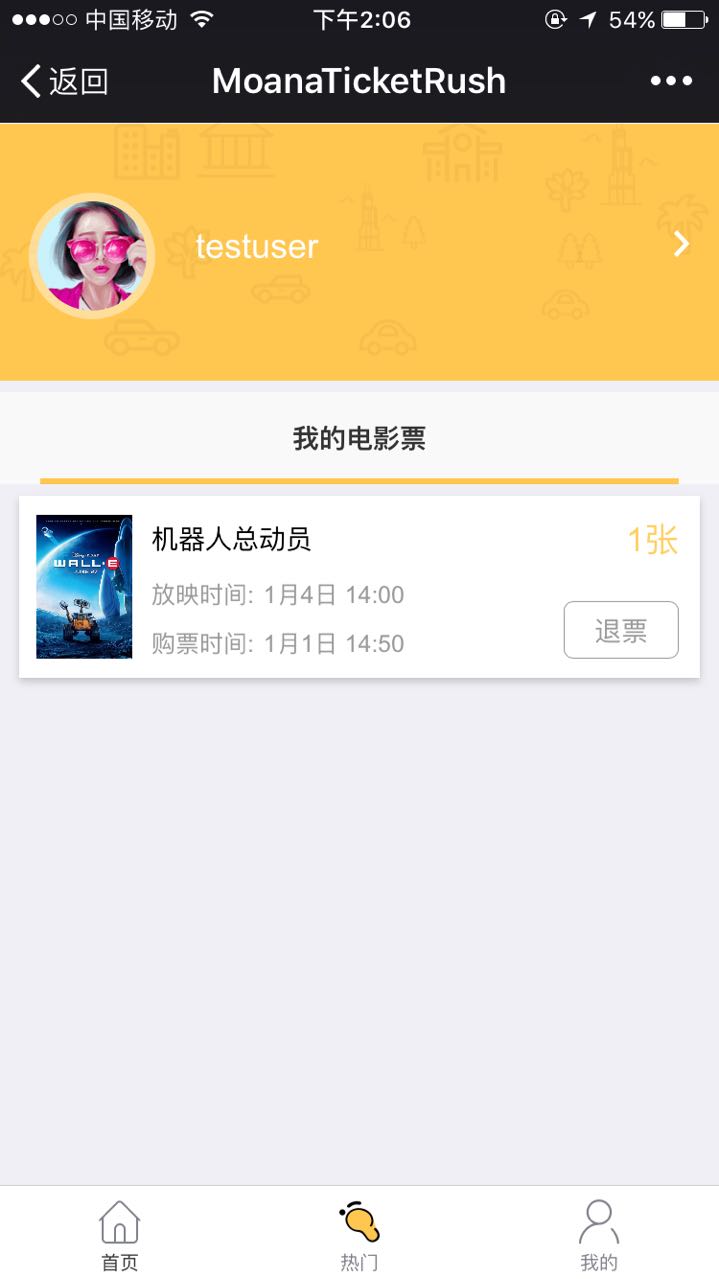 中国移动 下午2:06 54%
返回 MoanaTicketRush
testuser
我的电影票
机器人总动员 1张
WALL·E
放映时间: 1月4日 14:00
购票时间: 1月1日 14:50
退票
首页 热门 我的